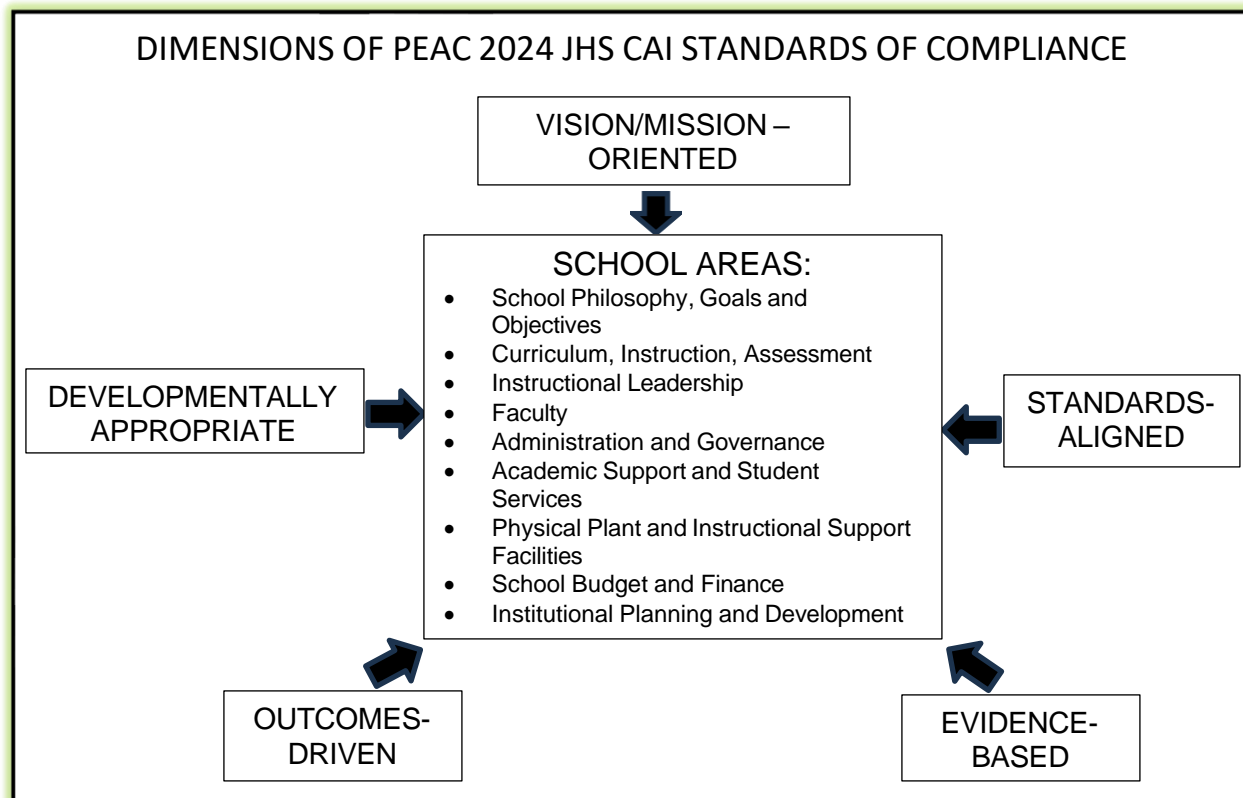 DIMENSIONS OF PEAC 2024 JHS CAI STANDARDS OF COMPLIANCE
VISION/MISSION –
ORIENTED
SCHOOL AREAS:
• School Philosophy, Goals and
Objectives
• Curriculum, Instruction, Assessment
• Instructional Leadership
• Faculty
• Administration and Governance
• Academic Support and Student
Services
• Physical Plant and Instructional Support
Facilities
• School Budget and Finance
• Institutional Planning and Development
DEVELOPMENTALLY
APPROPRIATE
STANDARDS-
ALIGNED
OUTCOMES-
DRIVEN
EVIDENCE-
BASED